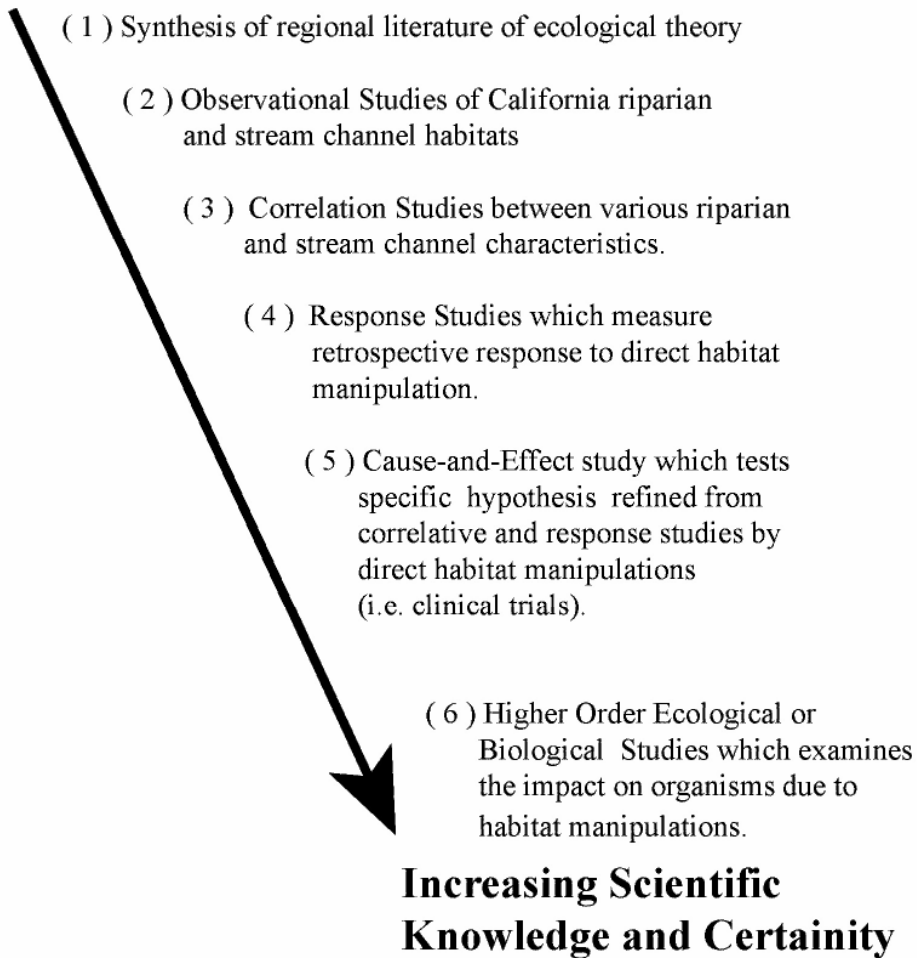 ( 1 ) Synthesis of regional literature of ecological theory
( 2 ) Observational Studies of California riparian
and stream channel habitats
( 3 ) Correlation Studies between various riparian
and stream channel characteristics.
( 4 ) Response Studies which measure
retrospective response to direct habitat
manipulation.
( 5 ) Cause-and-Effect study which tests
specific hypothesis refined from
correlative and response studies by
direct habitat manipulations
(i.e. clinical trials).
( 6 ) Higher Order Ecological or
Biological Studies which examines
the impact on organisms due to
habitat manipulations.
Increasing Scientific
Knowledge and Certainity